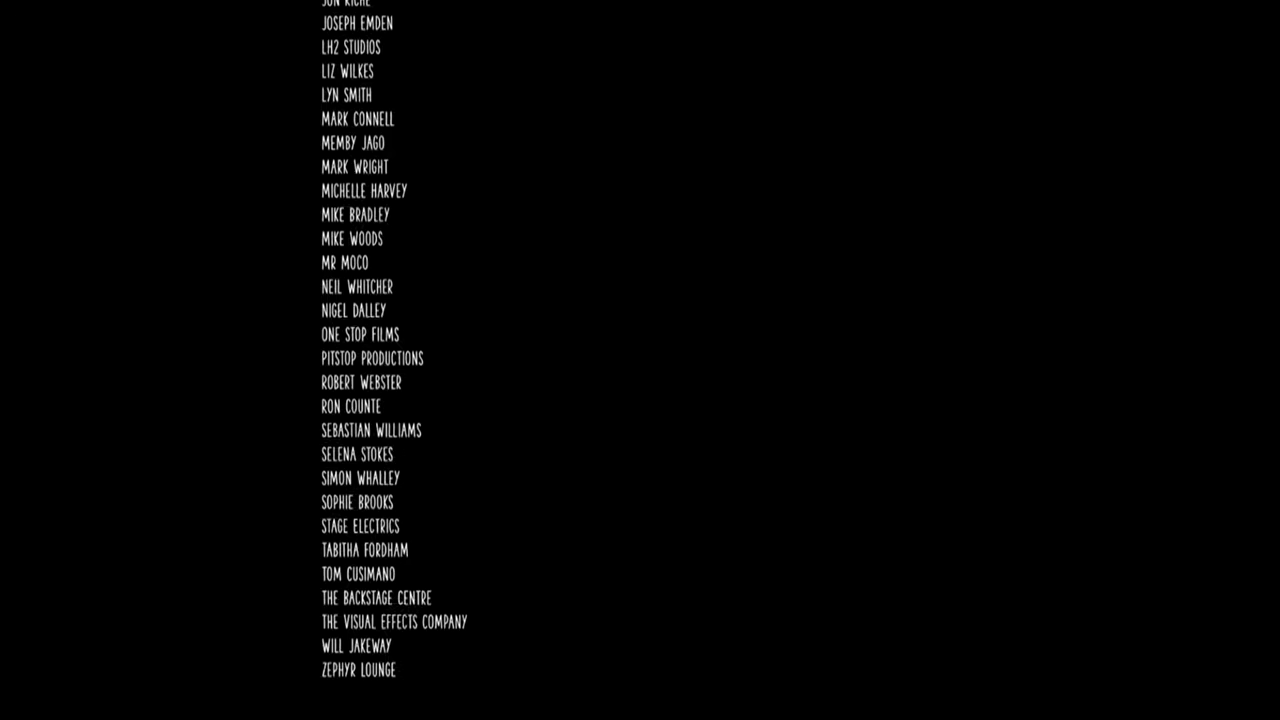 JON RICHE
JOSEPH EMDEN
LH2 STUDIOS
LIZ WILKES
LYN SMITH
MARK CONNELL
MEMBY JAGO
MARK WRIGHT
MICHELLE HARVEY
MIKE BRADLEY
MIKE WOODS
MR MOCO
NEIL WHITCHER
NIGEL DALLEY
ONE STOP FILMS
PITSTOP PRODUCTIONS
ROBERT WEBSTER
RON COUNTE
SEBASTIAN WILLIAMS
SELENA STOKES
SIMON WHALLEY
SOPHIE BROOKS
STAGE ELECTRICS
TABITHA FORDHAM
TOM CUSIMANO
THE BACKSTAGE CENTRE
THE VISUAL EFFECTS COMPANY
WILL JAKEWAY
ZEPHYR LOUNGE